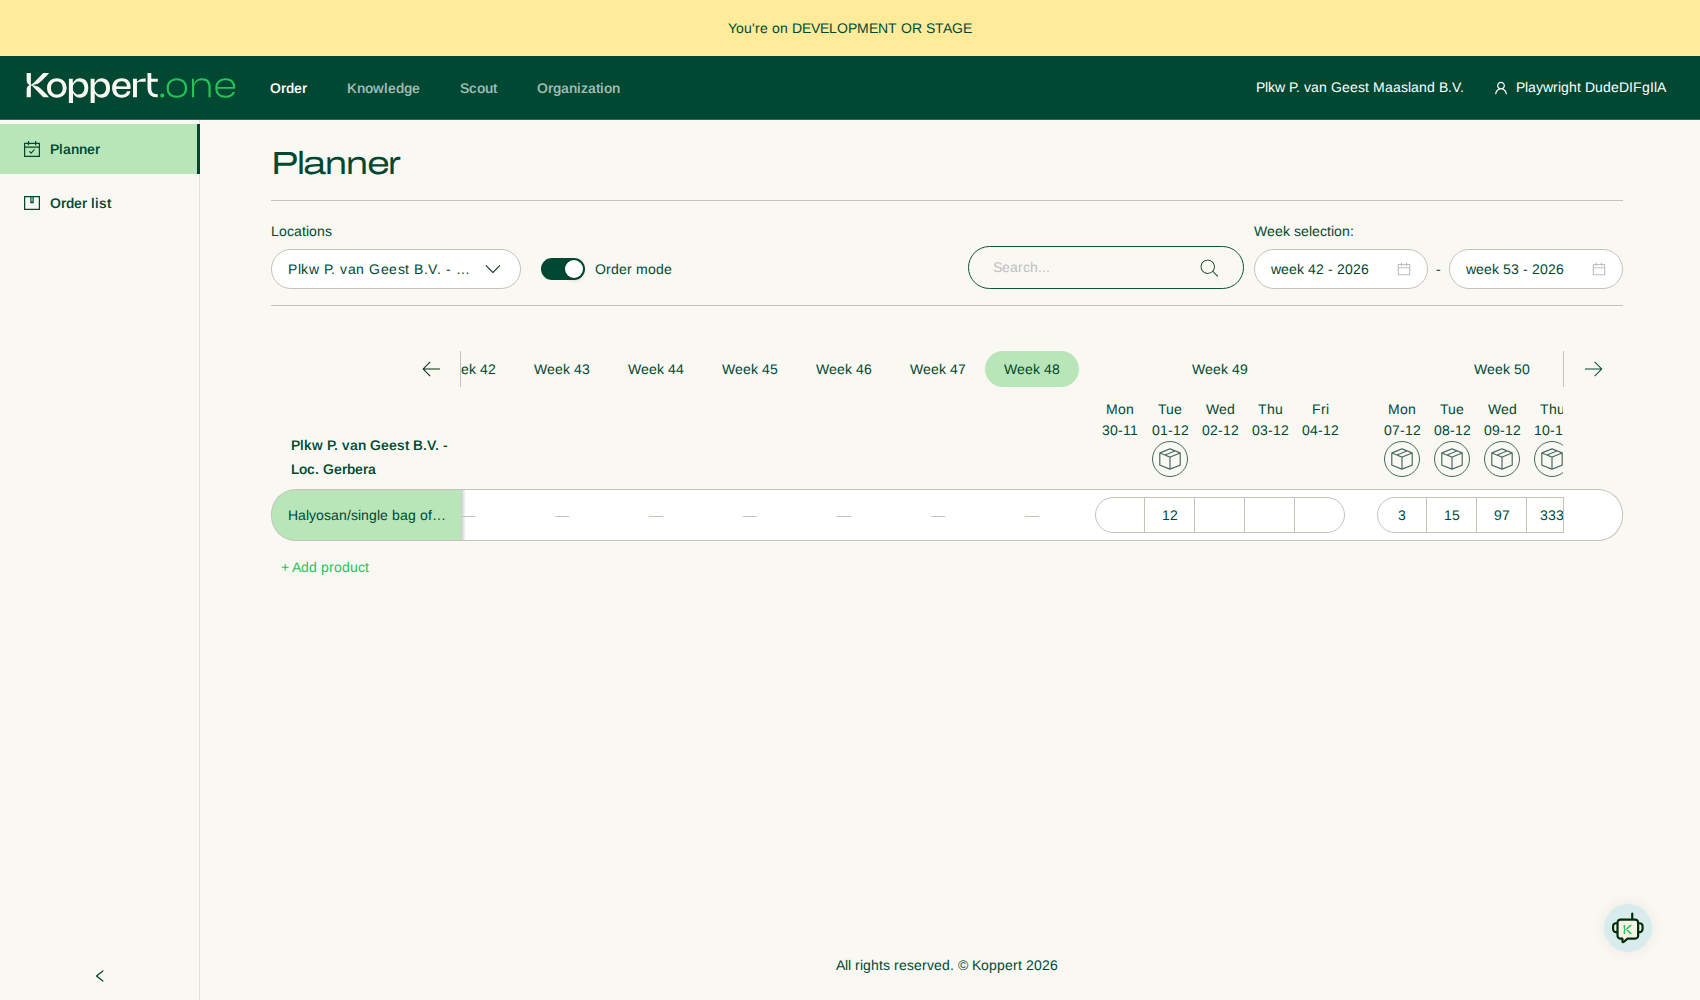 You're on DEVELOPMENT OR STAGE
Koppert.one
Order Knowledge Scout Organization
Plkw P. van Geest Maasland B.V. Playwright DudeDIFgIlA
Planner
Order list
Planner
Locations
Plkw P. van Geest B.V. - ...
Order mode
Search...
Week selection:
week 42 - 2026 - week 53 - 2026
ek 42 Week 43 Week 44 Week 45 Week 46 Week 47 Week 48 Week 49 Week 50
Mon Tue Wed Thu Fri Mon Tue Wed Thu
30-11 01-12 02-12 03-12 04-12 07-12 08-12 09-12 10-1
Plkw P. van Geest B.V. -
Loc. Gerbera
Halyosan/single bag of... — — — — — — — 12 3 15 97 333
+ Add product
All rights reserved. © Koppert 2026
K